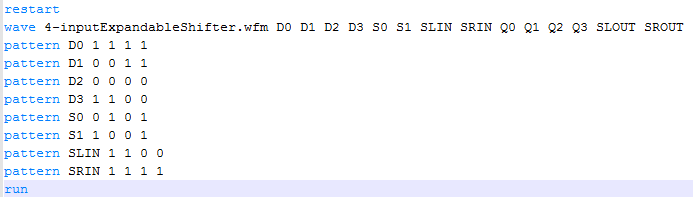 restart
wave 4-inputExpandableShifter.wfm D0 D1 D2 D3 S0 S1 SLIN SRIN Q0 Q1 Q2 Q3 SLOUT SROUT
pattern D0 1 1 1 1
pattern D1 0 0 1 1
pattern D2 0 0 0 0
pattern D3 1 1 0 0
pattern S0 0 1 0 1
pattern S1 1 0 0 1
pattern SLIN 1 1 0 0
pattern SRIN 1 1 1 1
run